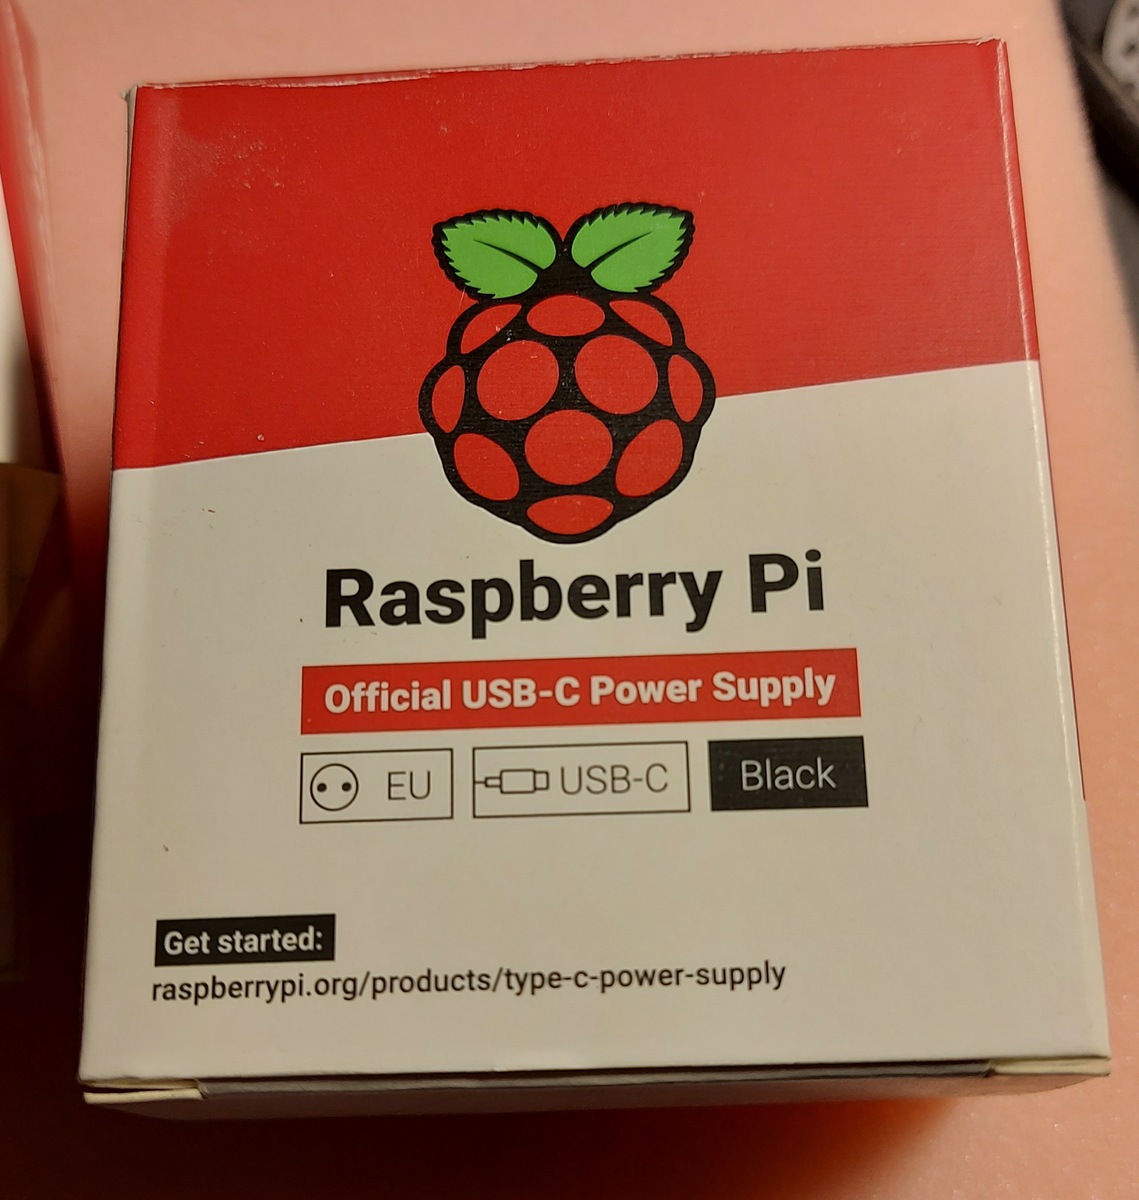 Raspberry Pi
Official USB-C Power Supply
EU USB-C Black
Get started:
raspberrypi.org/products/type-c-power-supply